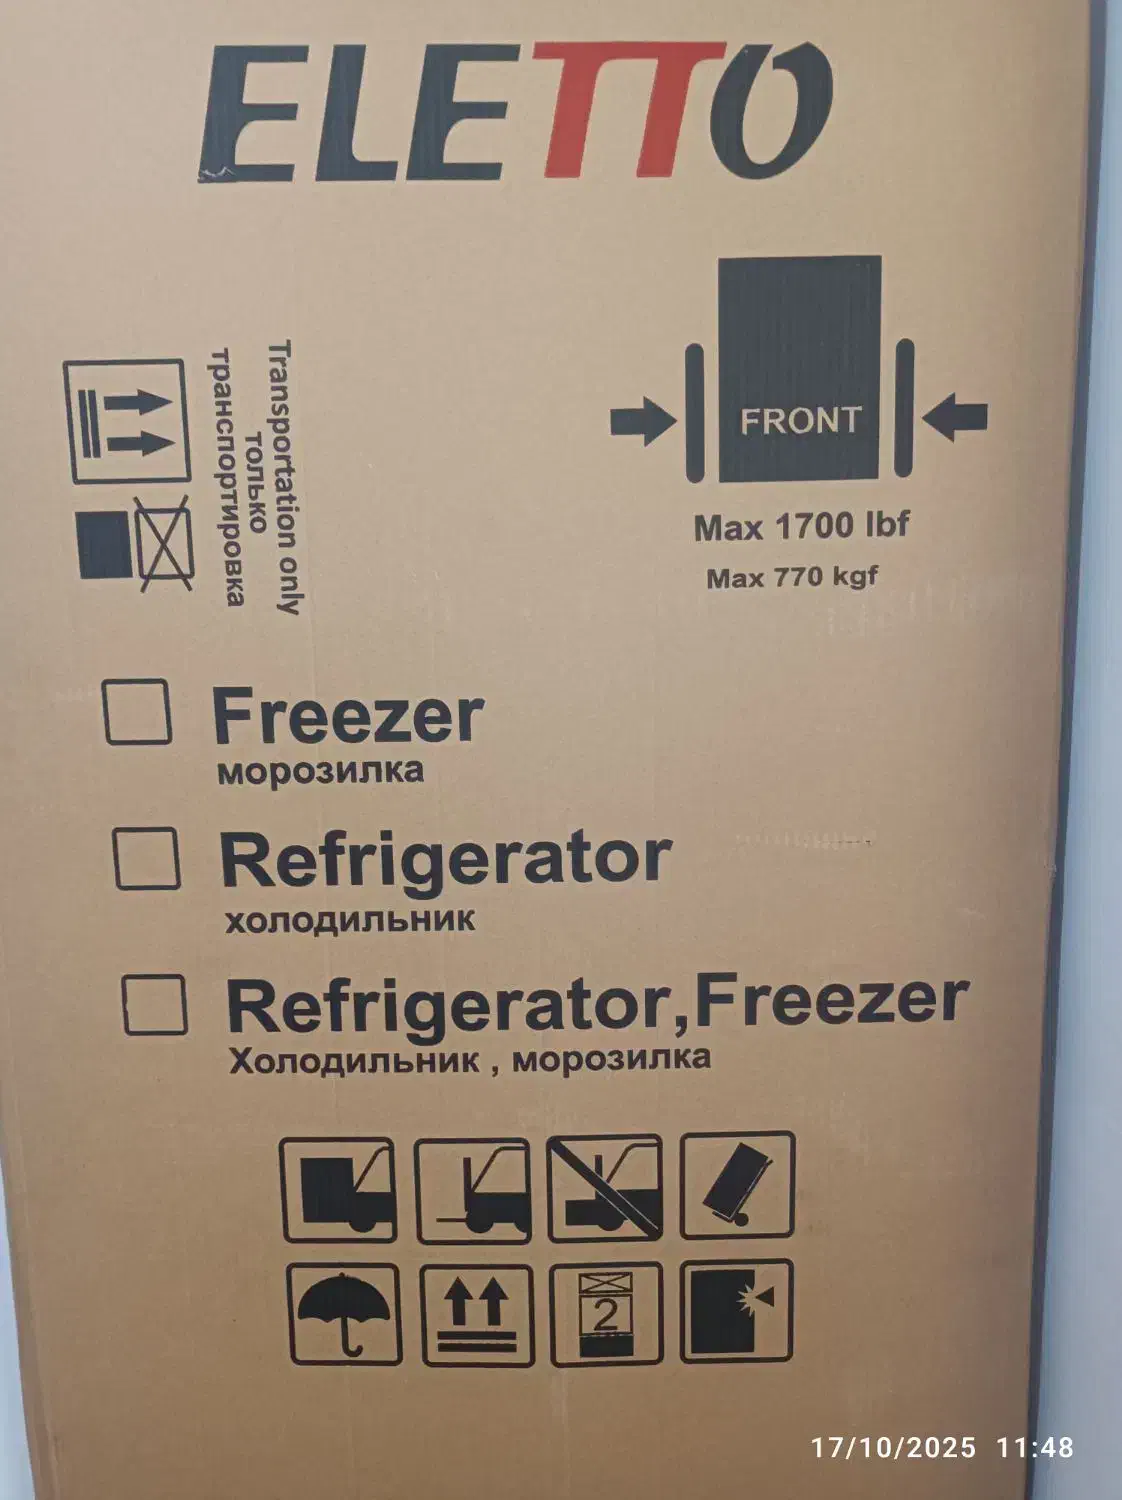 ELETTO
Transportation only
только
транспортировка
FRONT
Max 1700 lbf
Max 770 kgf
Freezer
морозилка
Refrigerator
холодильник
Refrigerator,Freezer
Холодильник , морозилка
2
17/10/2025 11:48